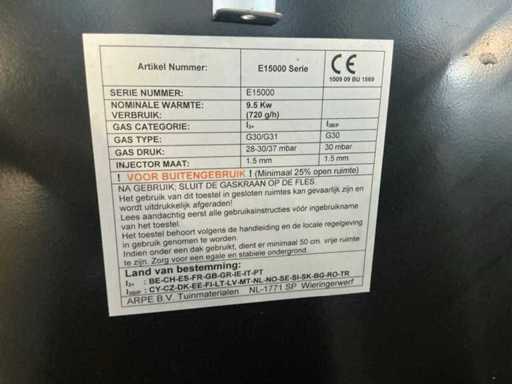 Artikel Nummer: E15000 Serie CE
1509 09 BU 1569
SERIE NUMMER: E15000
NOMINALE WARMTE: 9.5 Kw
VERBRUIK: (720 g/h)
GAS CATEGORIE: I3+ I3B/P
GAS TYPE: G30/G31 G30
GAS DRUK: 28-30/37 mbar 30 mbar
INJECTOR MAAT: 1.5 mm 1.5 mm
! VOOR BUITENGEBRUIK ! (Minimaal 25% open ruimte)
NA GEBRUIK; SLUIT DE GASKRAAN OP DE FLES.
Het gebruik van dit toestel in gesloten ruimtes kan gevaarlijk zijn en
wordt uitdrukkelijk afgeraden!
Lees aandachtig eerst alle gebruiksinstructies vóór ingebruikname
van het toestel.
Het toestel behoort volgens de handleiding en de locale regelgeving
in gebruik genomen te worden.
Indien onder een dak gebruikt, dient er minimaal 50 cm. vrije ruimte
te zijn. Zorg voor een egale en stabiele ondergrond.
Land van bestemming:
I3+ : BE-CH-ES-FR-GB-GR-IE-IT-PT
I3B/P : CY-CZ-DK-EE-FI-LT-LV-MT-NL-NO-SE-SI-SK-BG-RO-TR
ARPE B.V. Tuinmaterialen NL-1771 SP Wieringerwerf